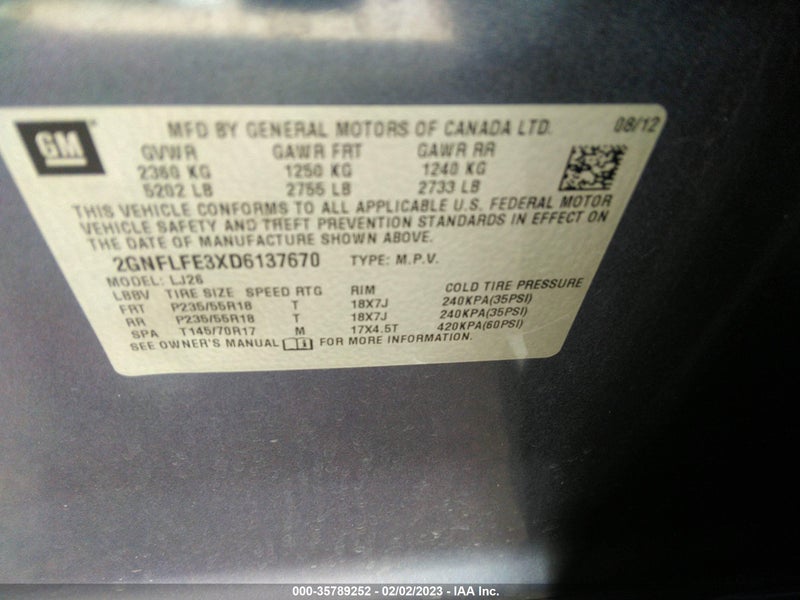 GM
MFD BY GENERAL MOTORS OF CANADA LTD. 08/12
GVWR GAWR FRT GAWR RR
2360 KG 1250 KG 1240 KG
5202 LB 2755 LB 2733 LB
THIS VEHICLE CONFORMS TO ALL APPLICABLE U.S. FEDERAL MOTOR
VEHICLE SAFETY AND THEFT PREVENTION STANDARDS IN EFFECT ON
THE DATE OF MANUFACTURE SHOWN ABOVE.
2GNFLFE3XD6137670 TYPE: M.P.V.
MODEL: LJ26
LBBV TIRE SIZE SPEED RTG RIM COLD TIRE PRESSURE
FRT P235/55R18 T 18X7J 240KPA(35PSI)
RR P235/55R18 T 18X7J 240KPA(35PSI)
SPA T145/70R17 M 17X4.5T 420KPA(60PSI)
SEE OWNER'S MANUAL FOR MORE INFORMATION.
000-35789252 - 02/02/2023 - IAA Inc.